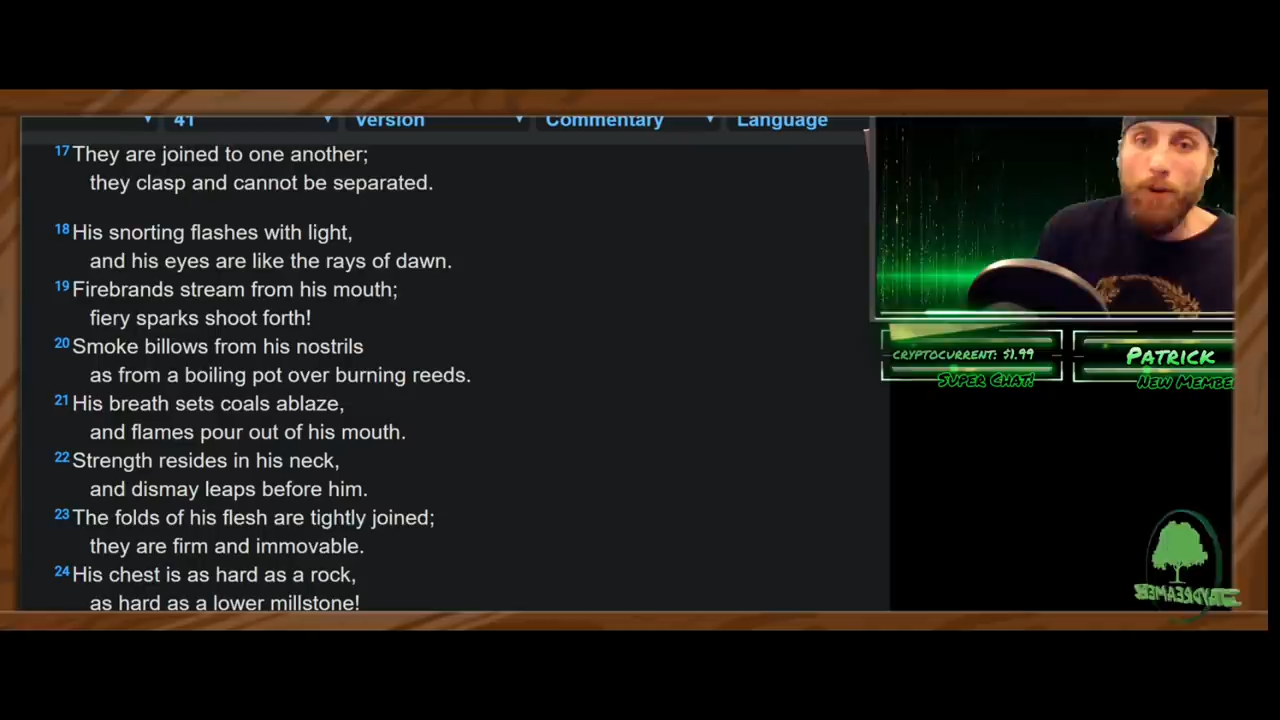 41 Version Commentary Language
17 They are joined to one another;
they clasp and cannot be separated.
18 His snorting flashes with light,
and his eyes are like the rays of dawn.
19 Firebrands stream from his mouth;
fiery sparks shoot forth!
20 Smoke billows from his nostrils
as from a boiling pot over burning reeds.
21 His breath sets coals ablaze,
and flames pour out of his mouth.
22 Strength resides in his neck,
and dismay leaps before him.
23 The folds of his flesh are tightly joined;
they are firm and immovable.
24 His chest is as hard as a rock,
as hard as a lower millstone!
CRYPTOCURRENT: $1.99
SUPER CHAT!
PATRICK
NEW MEMBE